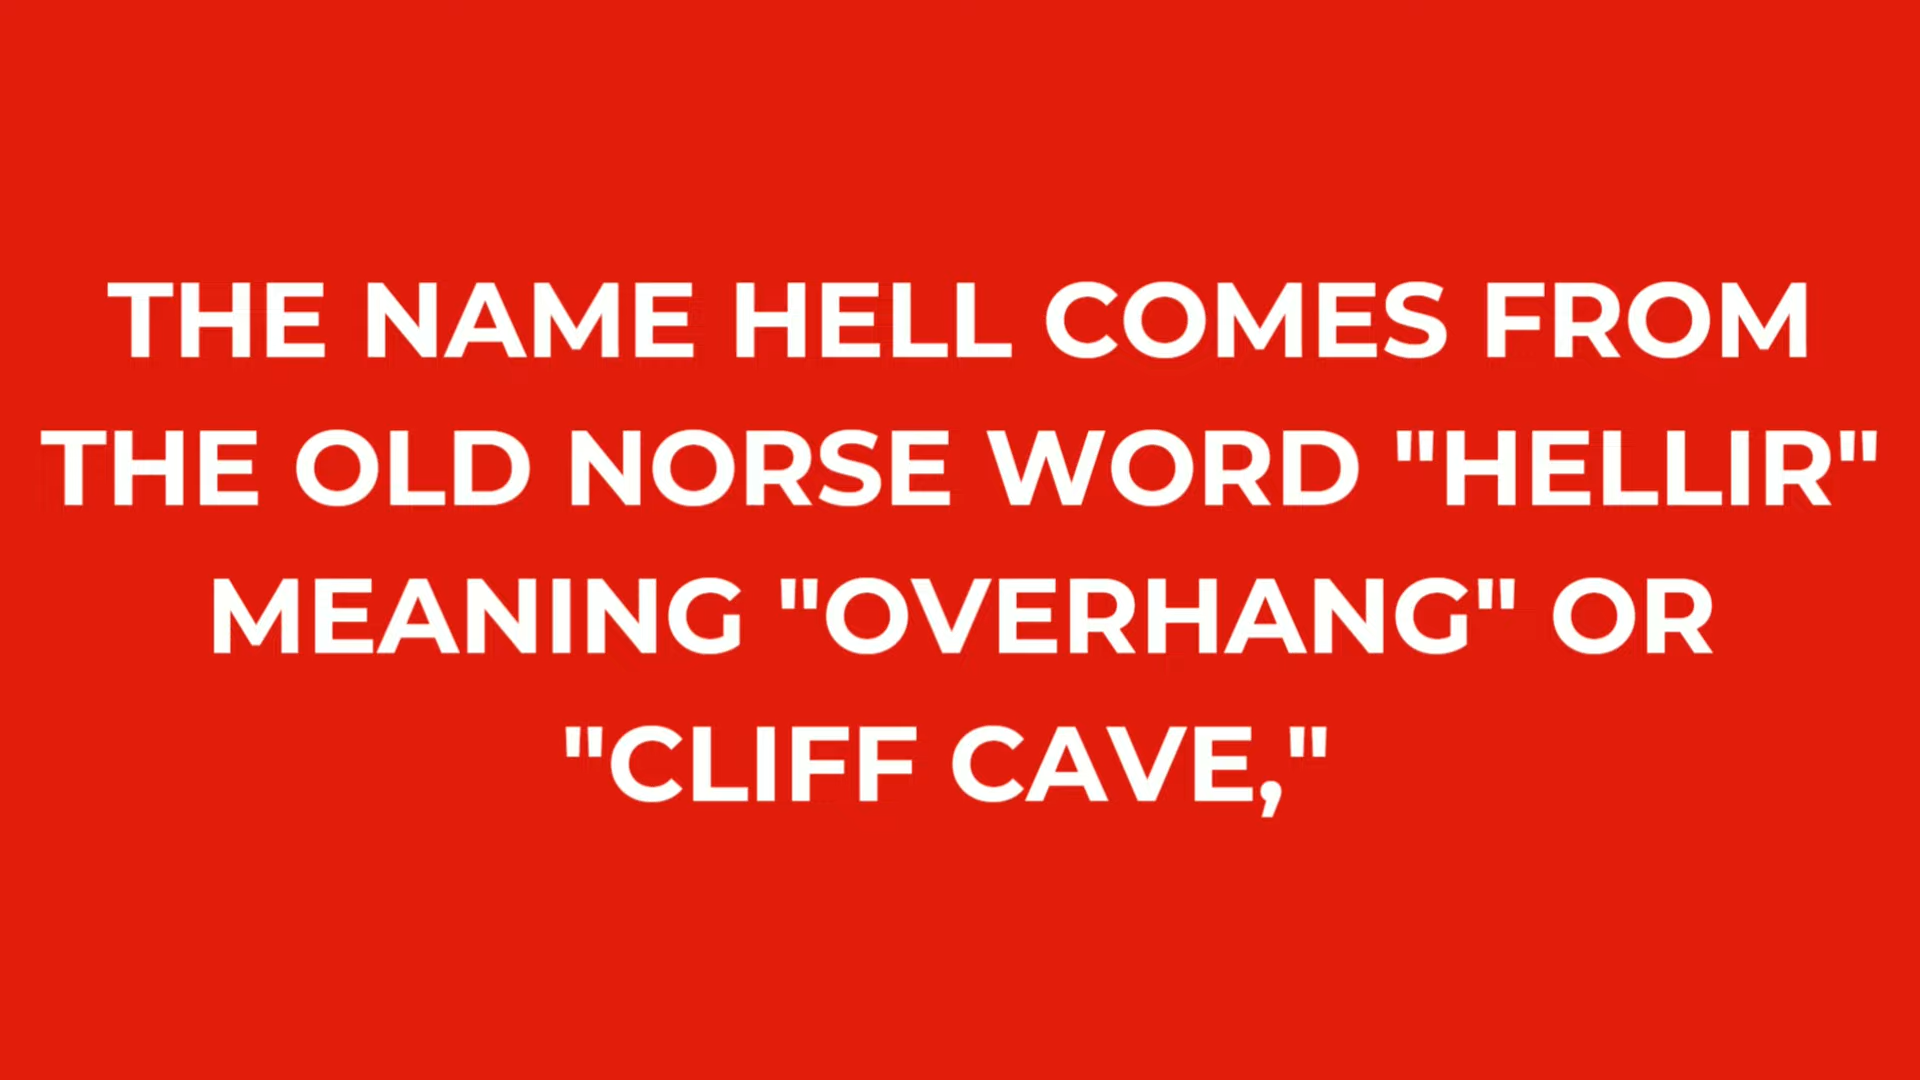 THE NAME HELL COMES FROM
THE OLD NORSE WORD "HELLIR"
MEANING "OVERHANG" OR
"CLIFF CAVE,"